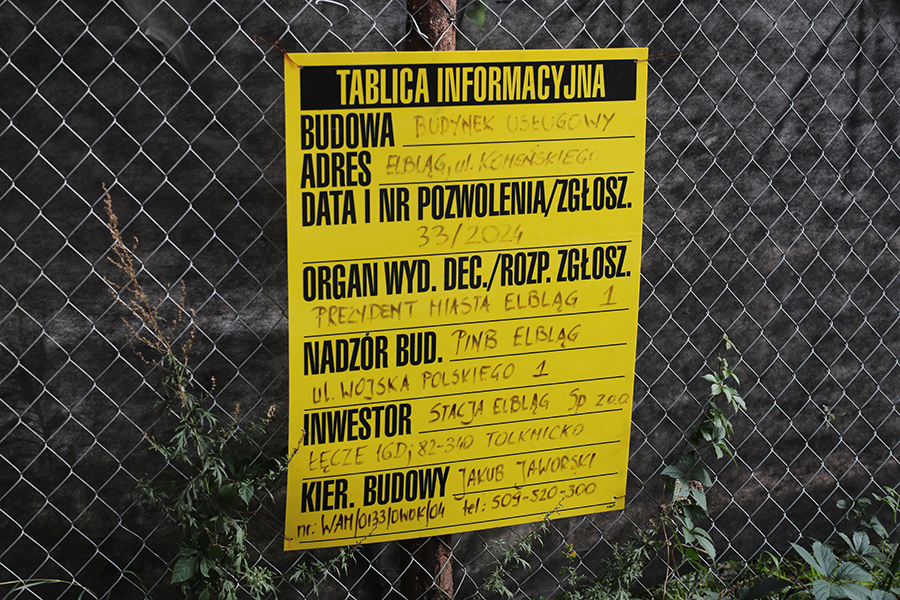 TABLICA INFORMACYJNA
BUDOWA BUDYNEK USŁUGOWY
ADRES ELBLĄG, ul. KOMEŃSKIEGO
DATA I NR POZWOLENIA/ZGŁOSZ.
33/2024
ORGAN WYD. DEC./ROZP. ZGŁOSZ.
PREZYDENT MIASTA ELBLĄG 1
NADZÓR BUD. PINB ELBLĄG
ul. WOJSKA POLSKIEGO 1
INWESTOR STACJA ELBLĄG Sp z o.o
ŁĘCZE 16D; 82-340 TOLKMICKO
KIER. BUDOWY JAKUB JAWORSKI
nr: WAM/0133/OWOK/04 tel: 509-520-300